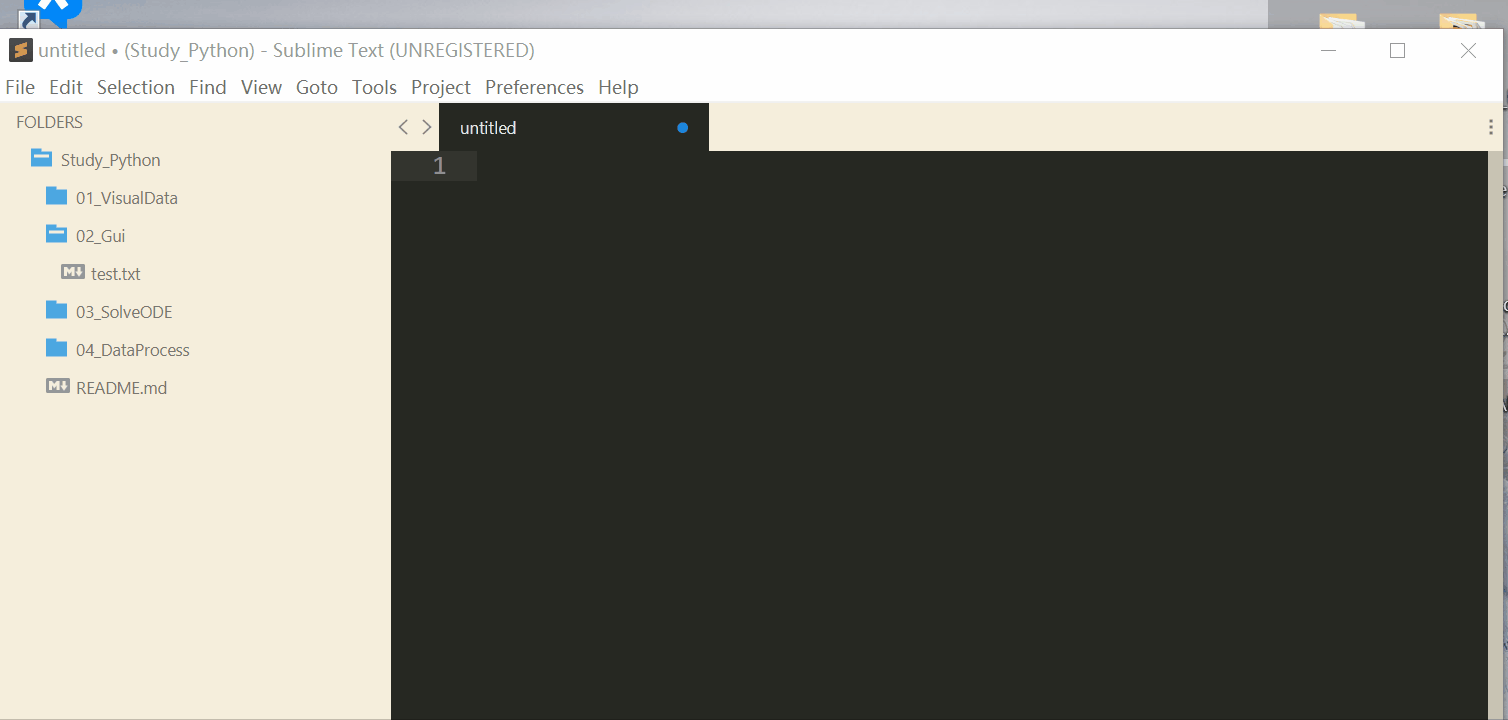 untitled • (Study_Python) - Sublime Text (UNREGISTERED)
File Edit Selection Find View Goto Tools Project Preferences Help
FOLDERS
Study_Python
01_VisualData
02_Gui
test.txt
03_SolveODE
04_DataProcess
README.md
untitled
1